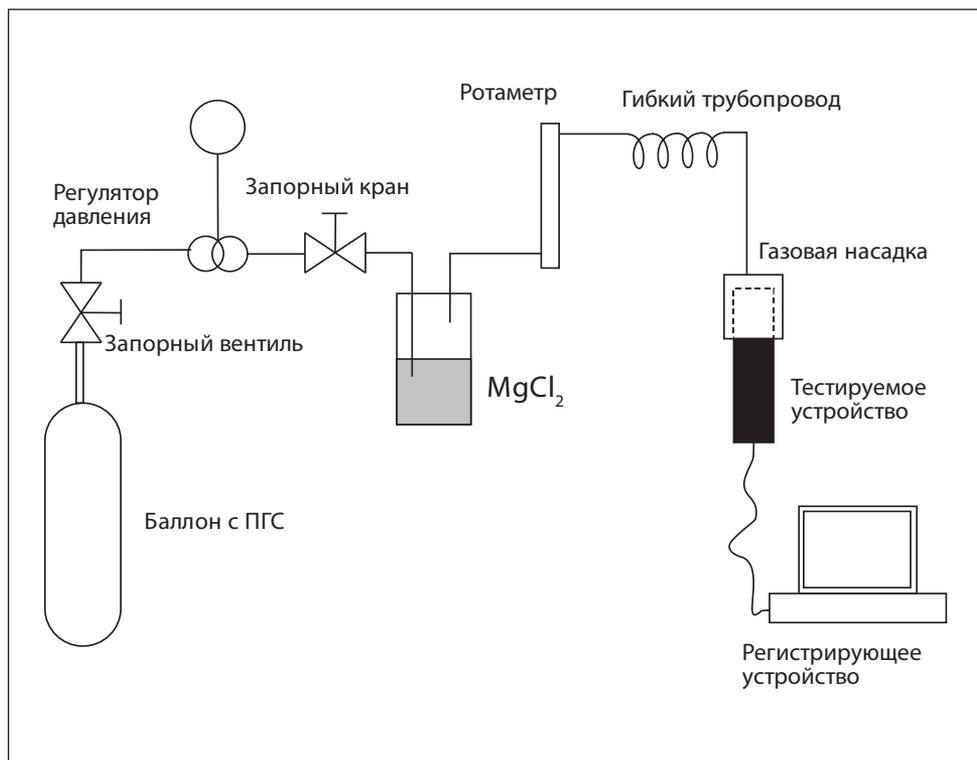 Ротаметр
Гибкий трубопровод
Регулятор
давления
Запорный кран
Газовая насадка
Запорный вентиль
MgCl₂
Тестируемое
устройство
Баллон с ПГС
Регистрирующее
устройство